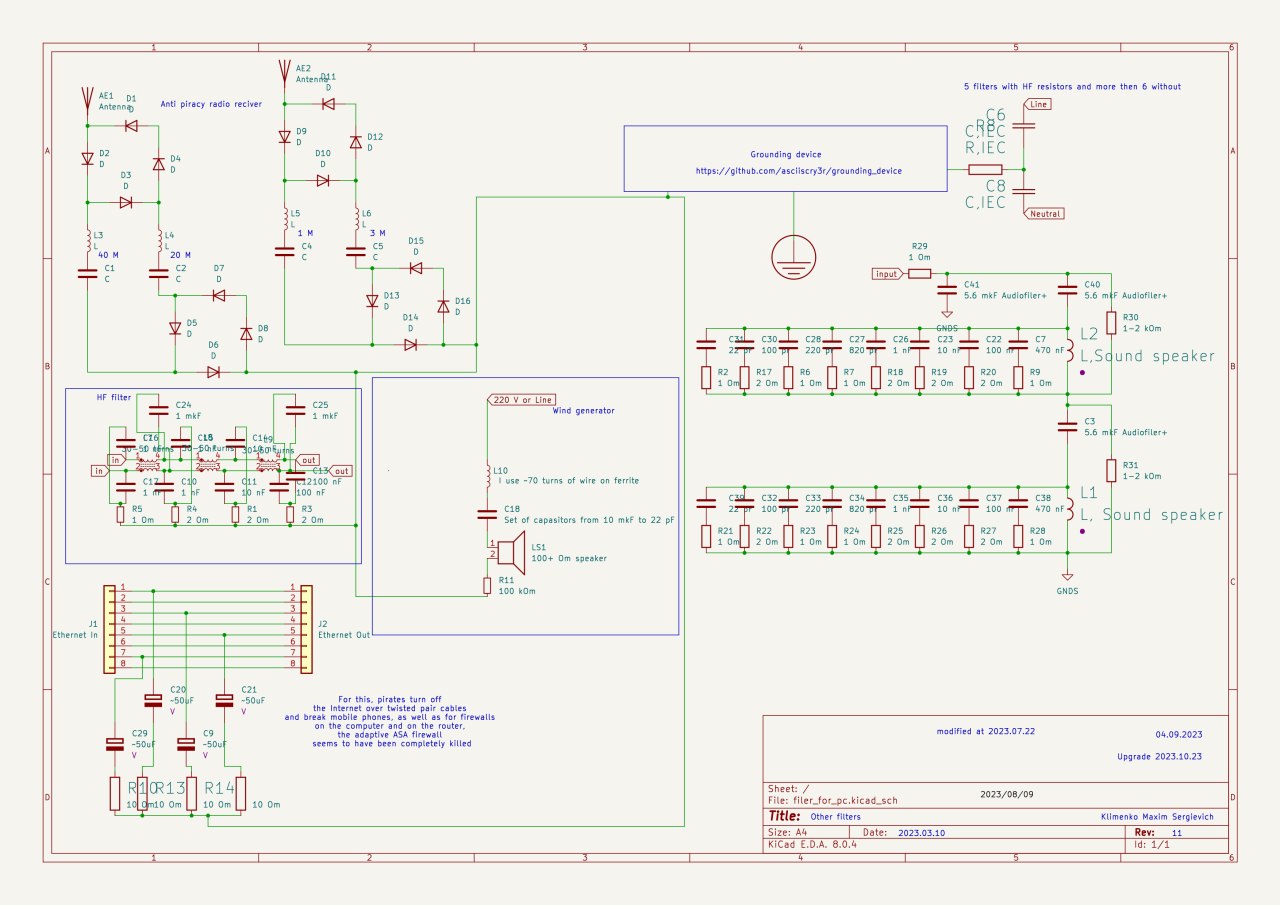 1 2 3 4 5 6
A
B
C
D
AE1
Antenna
D1
D
Anti piracy radio reciver
D2
D
D3
D
D4
D
L3
L
40 M
L4
L
20 M
C1
C
C2
C
D7
D
D5
D
D8
D
D6
D
AE2
Antenna
D11
D
D9
D
D12
D
D10
D
L5
L
1 M
L6
L
3 M
C4
C
C5
C
D15
D
D13
D
D16
D
D14
D
Grounding device
https://github.com/asciiscry3r/grounding_device
5 filters with HF resistors and more then 6 without
Line
C6
C,IEC
R8
R,IEC
C8
C,IEC
Neutral
R29
1 Om
input
C41
5.6 mkF Audiofiler+
GNDS
C40
5.6 mkF Audiofiler+
R30
1-2 kOm
L2
L,Sound speaker
C31
22 pF
C30
100 pF
C28
220 pF
C27
820 pF
C26
1 nF
C23
10 nF
C22
100 nF
C7
470 nF
R2
1 Om
R17
2 Om
R6
1 Om
R7
1 Om
R18
2 Om
R19
2 Om
R20
2 Om
R9
1 Om
C3
5.6 mkF Audiofiler+
R31
1-2 kOm
L1
L, Sound speaker
C39
22 pF
C32
100 pF
C33
220 pF
C34
820 pF
C35
1 nF
C36
10 nF
C37
100 nF
C38
470 nF
R21
1 Om
R22
2 Om
R23
1 Om
R24
1 Om
R25
2 Om
R26
2 Om
R27
2 Om
R28
1 Om
GNDS
HF filter
C24
1 mkF
C25
1 mkF
30-50 turns
in
in
out
out
C17
1 nF
C10
1 nF
C11
10 nF
C12
100 nF
C13
100 nF
R5
1 Om
R4
2 Om
R1
2 Om
R3
2 Om
220 V or Line
Wind generator
L10
I use ~70 turns of wire on ferrite
C18
Set of capasitors from 10 mkF to 22 pF
1
2
LS1
100+ Om speaker
R11
100 kOm
J1
Ethernet In
1
2
3
4
5
6
7
8
1
2
3
4
5
6
7
8
J2
Ethernet Out
C20
~50uF
V
C21
~50uF
V
C29
~50uF
V
C9
~50uF
V
R10
10 Om
R13
10 Om
R14
10 Om
10 Om
For this, pirates turn off
the Internet over twisted pair cables
and break mobile phones, as well as for firewalls
on the computer and on the router,
the adaptive ASA firewall
seems to have been completely killed
modified at 2023.07.22
04.09.2023
Upgrade 2023.10.23
Sheet: /
File: filer_for_pc.kicad_sch
2023/08/09
Title: Other filters
Klimenko Maxim Sergievich
Size: A4
Date: 2023.03.10
Rev: 11
KiCad E.D.A. 8.0.4
Id: 1/1
A
B
C
D
1 2 3 4 5 6